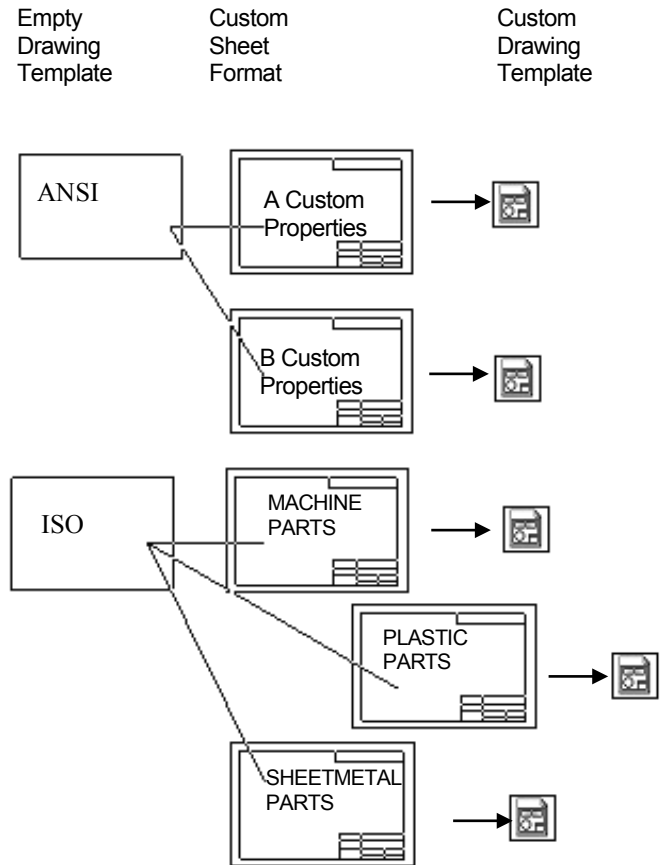 Empty
Drawing
Template
Custom
Sheet
Format
Custom
Drawing
Template
ANSI
A Custom
Properties
B Custom
Properties
ISO
MACHINE
PARTS
PLASTIC
PARTS
SHEETMETAL
PARTS